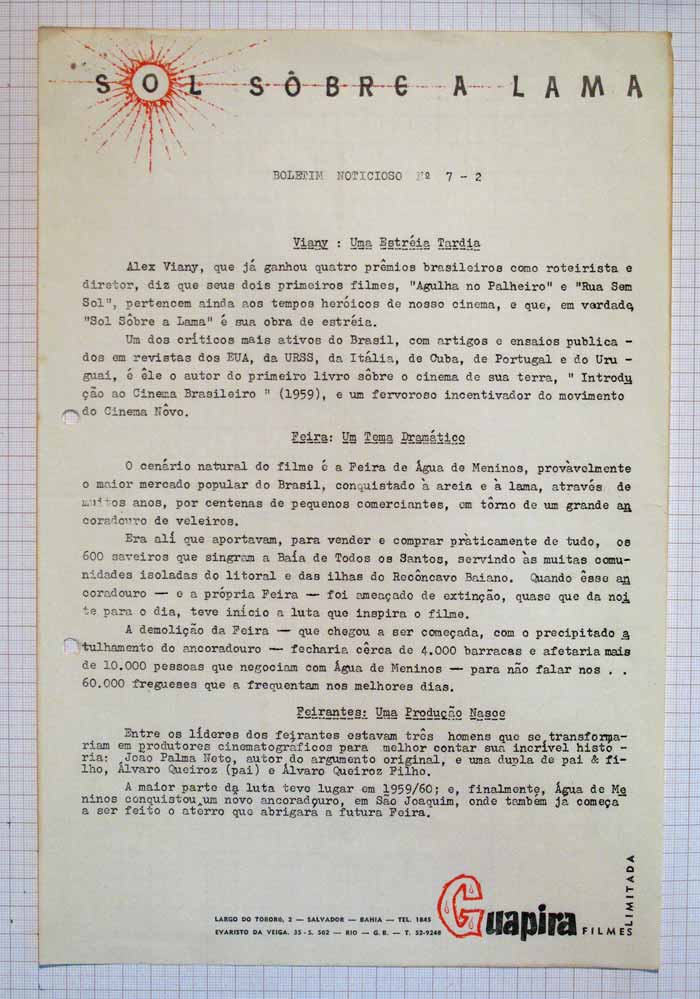 SOL SÔBRE A LAMA
BOLETIM NOTICIOSO Nº 7 - 2
Viany : Uma Estréia Tardia
Alex Viany, que já ganhou quatro prêmios brasileiros como roteirista e
diretor, diz que seus dois primeiros filmes, "Agulha no Palheiro" e "Rua Sem
Sol", pertencem ainda aos tempos heróicos de nosso cinema, e que, em verdade,
"Sol Sôbre a Lama" é sua obra de estréia.
Um dos críticos mais ativos do Brasil, com artigos e ensaios publica -
dos em revistas dos EUA, da URSS, da Itália, de Cuba, de Portugal e do Uru -
guai, é êle o autor do primeiro livro sôbre o cinema de sua terra, " Introdu
ção ao Cinema Brasileiro " (1959), e um fervoroso incentivador do movimento
do Cinema Nôvo.
Feira: Um Tema Dramático
O cenário natural do filme é a Feira de Água de Meninos, provàvelmente
o maior mercado popular do Brasil, conquistado à areia e à lama, através de
muitos anos, por centenas de pequenos comerciantes, em tôrno de um grande an
coradouro de veleiros.
Era alí que aportavam, para vender e comprar pràticamente de tudo, os
600 saveiros que singram a Baía de Todos os Santos, servindo às muitas comu-
nidades isoladas do litoral e das ilhas do Recôncavo Baiano. Quando êsse an
coradouro — e a própria Feira — foi ameaçado de extinção, quase que da noi
te para o dia, teve início a luta que inspira o filme.
A demolição da Feira — que chegou a ser começada, com o precipitado a
tulhamento do ancoradouro — fecharia cêrca de 4.000 barracas e afetaria mais
de 10.000 pessoas que negociam com Água de Meninos — para não falar nos . .
60.000 fregueses que a frequentam nos melhores dias.
Feirantes: Uma Produção Nasce
Entre os líderes dos feirantes estavam três homens que se transforma-
riam em produtores cinematográficos para melhor contar sua incrível histó -
ria: João Palma Neto, autor do argumento original, e uma dupla de pai & fi-
lho, Álvaro Queiroz (pai) e Álvaro Queiroz Filho.
A maior parte da luta teve lugar em 1959/60; e, finalmente, Água de Me
ninos conquistou um novo ancoradouro, em São Joaquim, onde também já começa
a ser feito o aterro que abrigará a futura Feira.
LARGO DO TORORO, 2 — SALVADOR — BAHIA — TEL. 1845
EVARISTO DA VEIGA, 35 - S. 502 — RIO — G. B. — T. 52-9248
Guapira FILMES LIMITADA